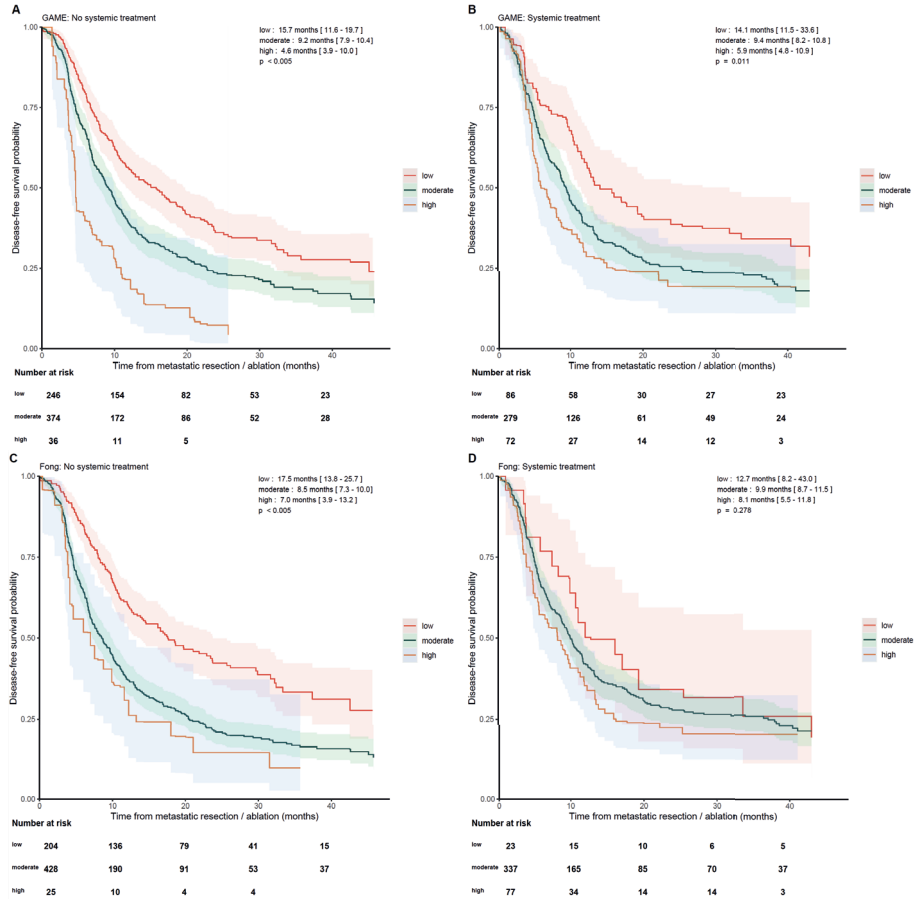 A
GAME: No systemic treatment
low : 15.7 months [ 11.6 - 19.7]
moderate : 9.2 months [ 7.9 - 10.4]
high : 4.6 months [ 3.9 - 10.0]
p < 0.005
Disease-free survival probability
1.00
0.75
0.50
0.25
0.00
0 10 20 30 40
Time from metastatic resection / ablation (months)
low
moderate
high
Number at risk
low 246 154 82 53 23
moderate 374 172 86 52 28
high 36 11 5
B
GAME: Systemic treatment
low : 14.1 months [ 11.5 - 33.6]
moderate : 9.4 months [ 8.2 - 10.8]
high : 5.9 months [ 4.8 - 10.9]
p = 0.011
Disease-free survival probability
1.00
0.75
0.50
0.25
0.00
0 10 20 30 40
Time from metastatic resection / ablation (months)
low
moderate
high
Number at risk
low 86 58 30 27 23
moderate 279 126 61 49 24
high 72 27 14 12 3
C
Fong: No systemic treatment
low : 17.5 months [ 13.8 - 25.7]
moderate : 8.5 months [ 7.3 - 10.0]
high : 7.0 months [ 3.9 - 13.2]
p < 0.005
Disease-free survival probability
1.00
0.75
0.50
0.25
0.00
0 10 20 30 40
Time from metastatic resection / ablation (months)
low
moderate
high
Number at risk
low 204 136 79 41 15
moderate 428 190 91 53 37
high 25 10 4 4
D
Fong: Systemic treatment
low : 12.7 months [ 8.2 - 43.0]
moderate : 9.9 months [ 8.7 - 11.5]
high : 8.1 months [ 5.5 - 11.8]
p = 0.278
Disease-free survival probability
1.00
0.75
0.50
0.25
0.00
0 10 20 30 40
Time from metastatic resection / ablation (months)
low
moderate
high
Number at risk
low 23 15 10 6 5
moderate 337 165 85 70 37
high 77 34 14 14 3